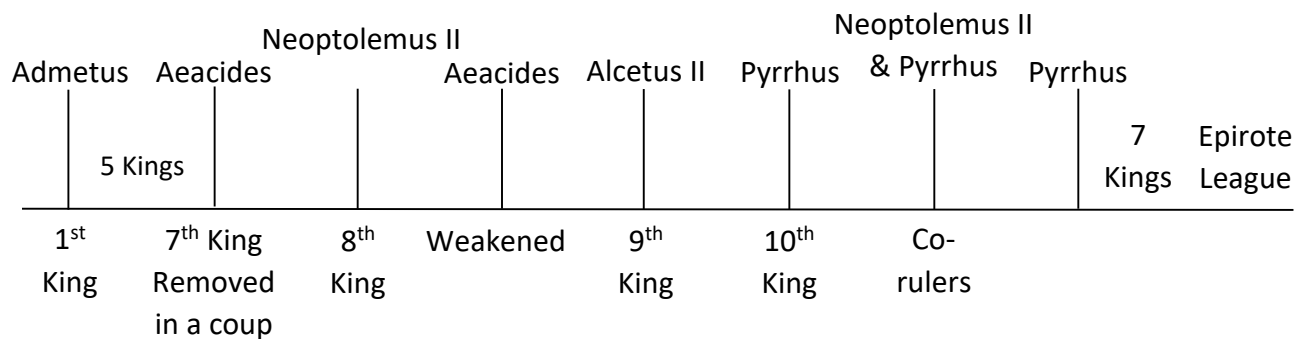 Neoptolemus II
Neoptolemus II
& Pyrrhus
Admetus
Aeacides
Aeacides
Alcetus II
Pyrrhus
Pyrrhus
5 Kings
7
Kings
Epirote
League
1st
King
7th King
Removed
in a coup
8th
King
Weakened
9th
King
10th
King
Co-
rulers